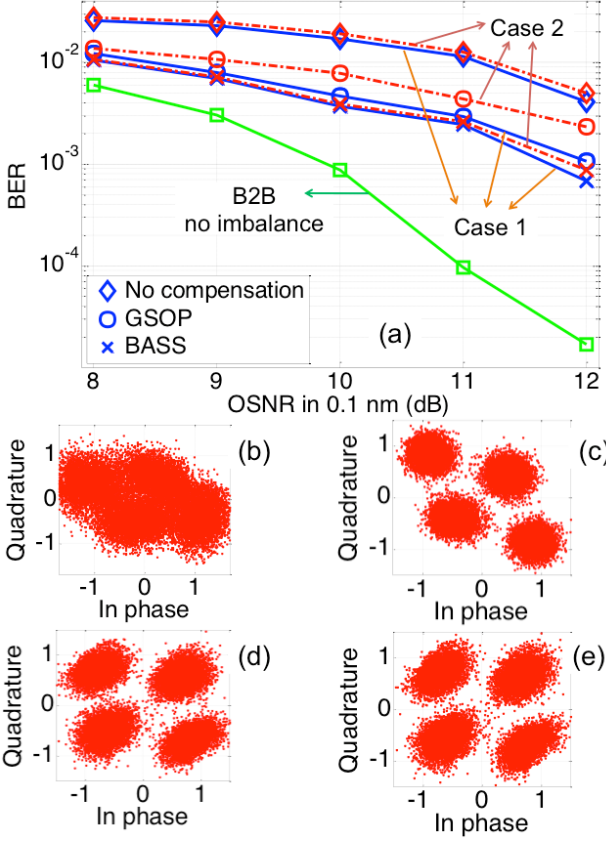 10⁻²
10⁻³
10⁻⁴
BER
Case 2
B2B
no imbalance
Case 1
No compensation
GSOP
BASS
(a)
8 9 10 11 12
OSNR in 0.1 nm (dB)
(b)
Quadrature
1
0
-1
-1 0 1
In phase
(c)
Quadrature
1
0
-1
-1 0 1
In phase
(d)
Quadrature
1
0
-1
-1 0 1
In phase
(e)
Quadrature
1
0
-1
-1 0 1
In phase